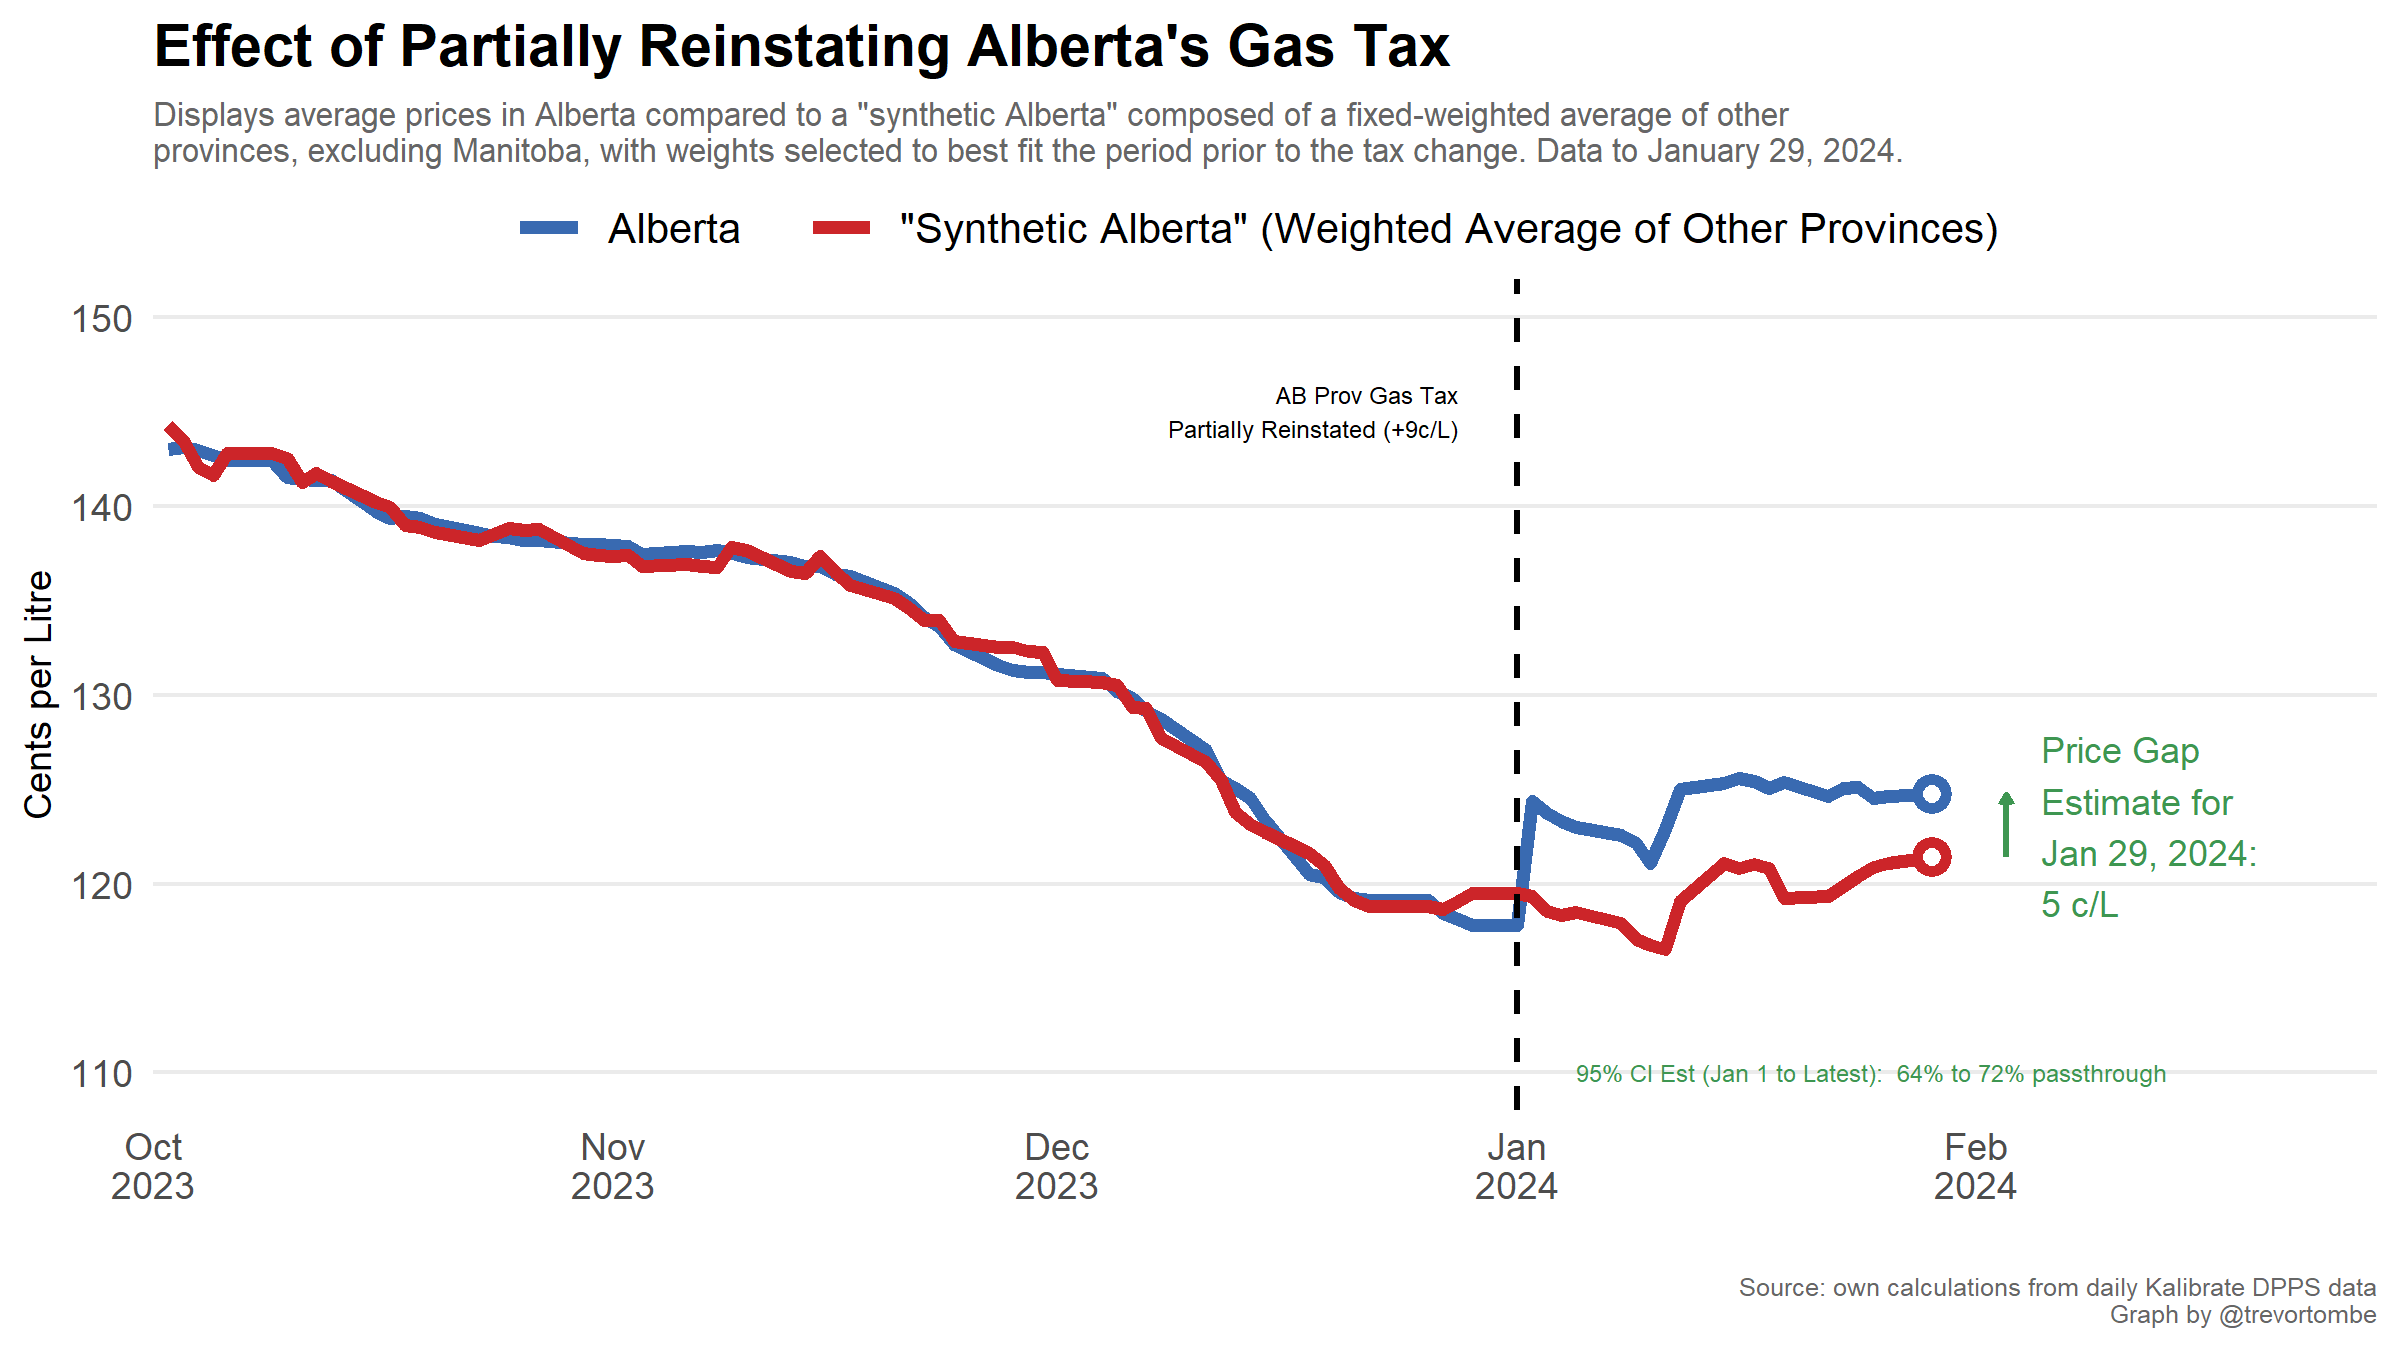 Effect of Partially Reinstating Alberta's Gas Tax
Displays average prices in Alberta compared to a "synthetic Alberta" composed of a fixed-weighted average of other
provinces, excluding Manitoba, with weights selected to best fit the period prior to the tax change. Data to January 29, 2024.
Alberta
"Synthetic Alberta" (Weighted Average of Other Provinces)
Cents per Litre
150
140
130
120
110
AB Prov Gas Tax
Partially Reinstated (+9c/L)
Price Gap
Estimate for
Jan 29, 2024:
5 c/L
95% CI Est (Jan 1 to Latest):  64% to 72% passthrough
Oct
2023
Nov
2023
Dec
2023
Jan
2024
Feb
2024
Source: own calculations from daily Kalibrate DPPS data
Graph by @trevortombe